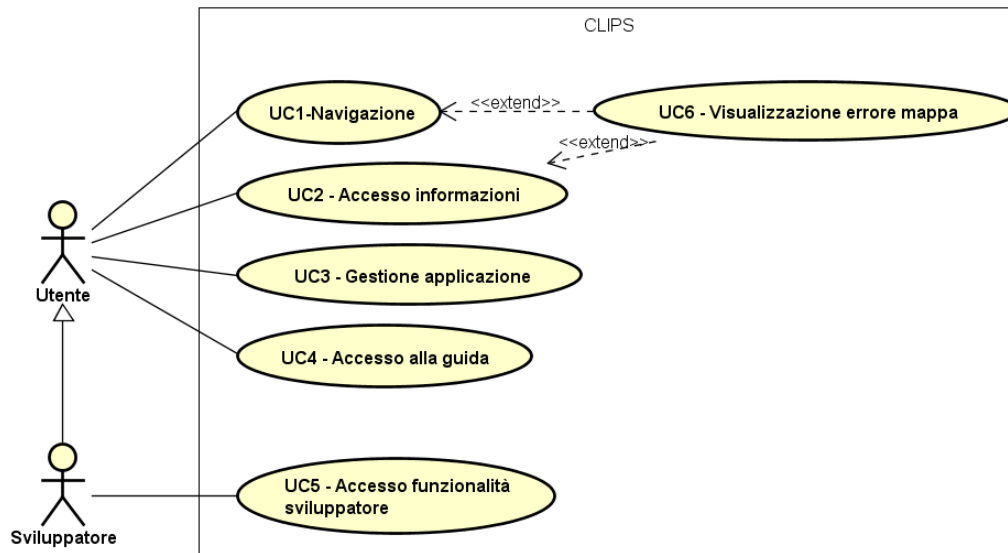 CLIPS
UC1-Navigazione
<<extend>>
UC6 - Visualizzazione errore mappa
<<extend>>
UC2 - Accesso informazioni
UC3 - Gestione applicazione
Utente
UC4 - Accesso alla guida
UC5 - Accesso funzionalità
sviluppatore
Sviluppatore